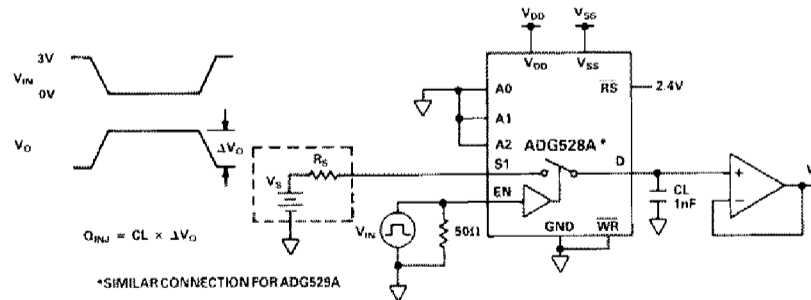 VDD
VSS
3V
VIN
0V
VDD
VSS
A0
RS
2.4V
A1
VO
ΔVO
A2
ADG528A*
S1
D
RS
VS
EN
CL
1nF
+
−
VIN
50Ω
GND
WR
QINJ = CL × ΔVO
*SIMILAR CONNECTION FOR ADG529A